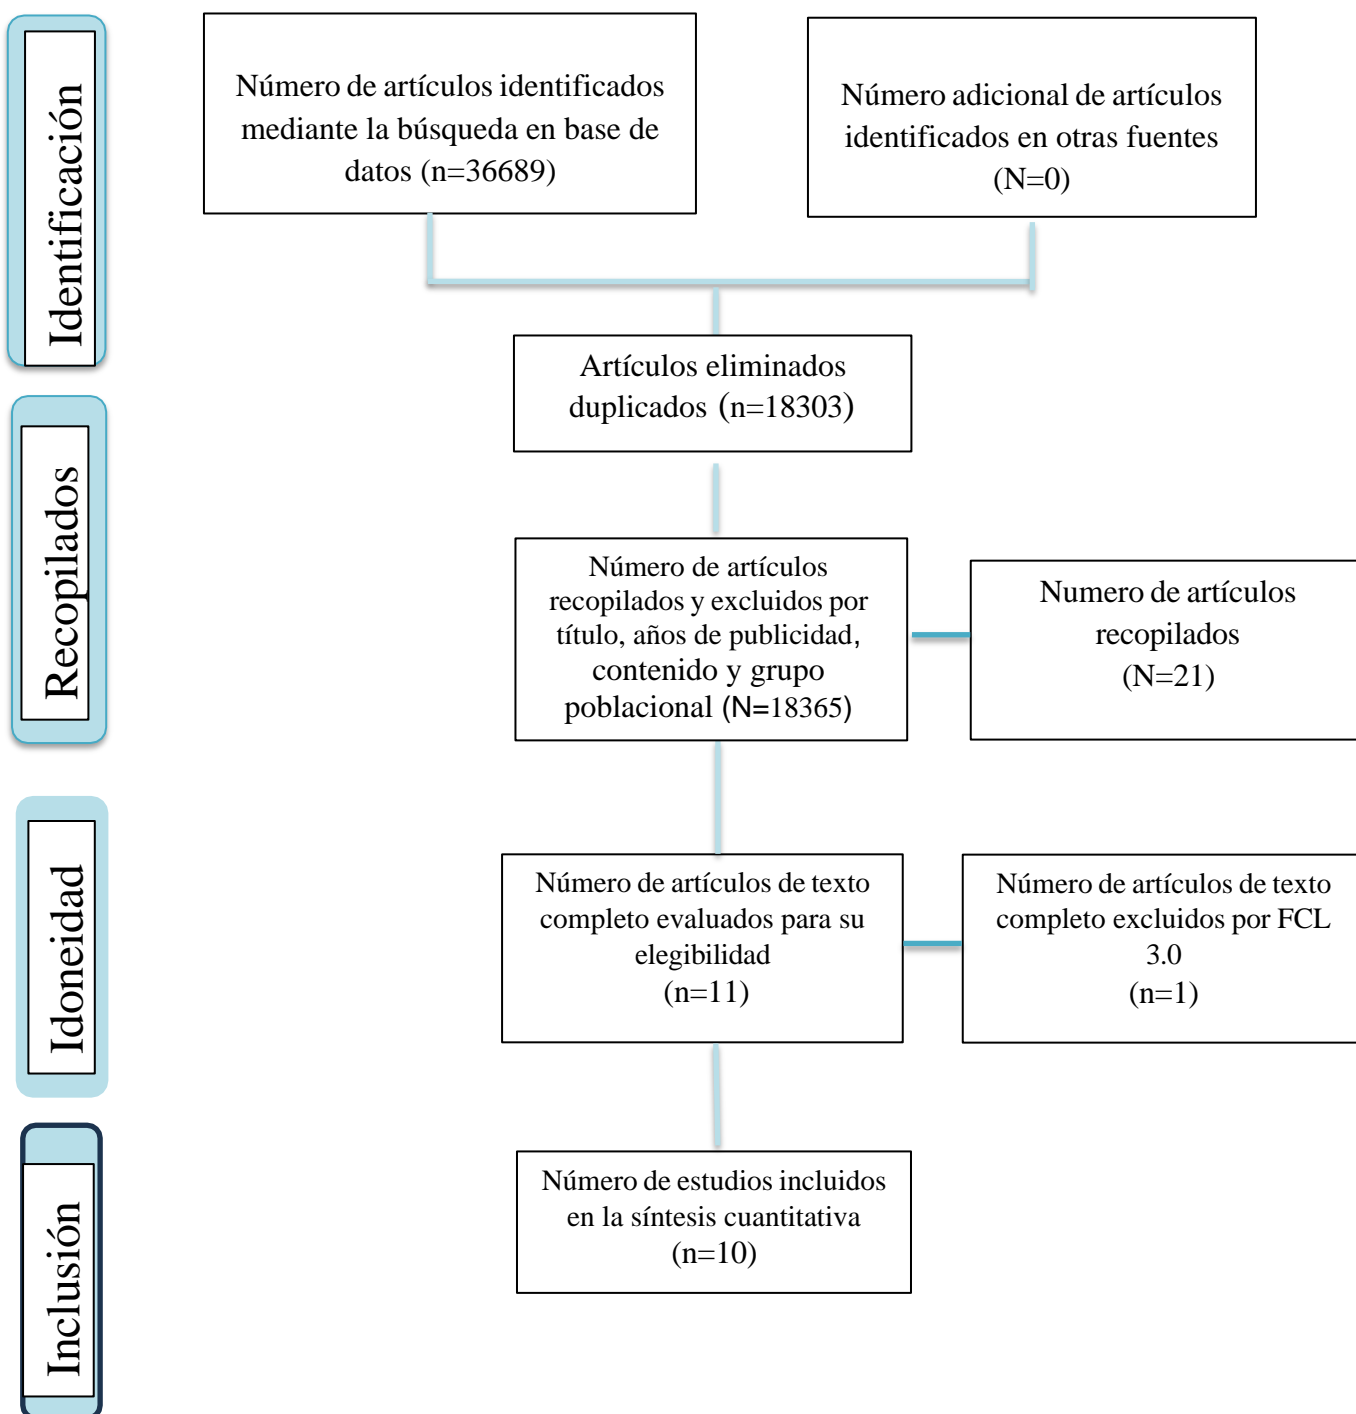 Identificación
Número de artículos identificados
mediante la búsqueda en base de
datos (n=36689)
Número adicional de artículos
identificados en otras fuentes
(N=0)
Artículos eliminados
duplicados (n=18303)
Recopilados
Número de artículos
recopilados y excluidos por
título, años de publicidad,
contenido y grupo
poblacional (N=18365)
Numero de artículos
recopilados
(N=21)
Idoneidad
Número de artículos de texto
completo evaluados para su
elegibilidad
(n=11)
Número de artículos de texto
completo excluidos por FCL
3.0
(n=1)
Inclusión
Número de estudios incluidos
en la síntesis cuantitativa
(n=10)